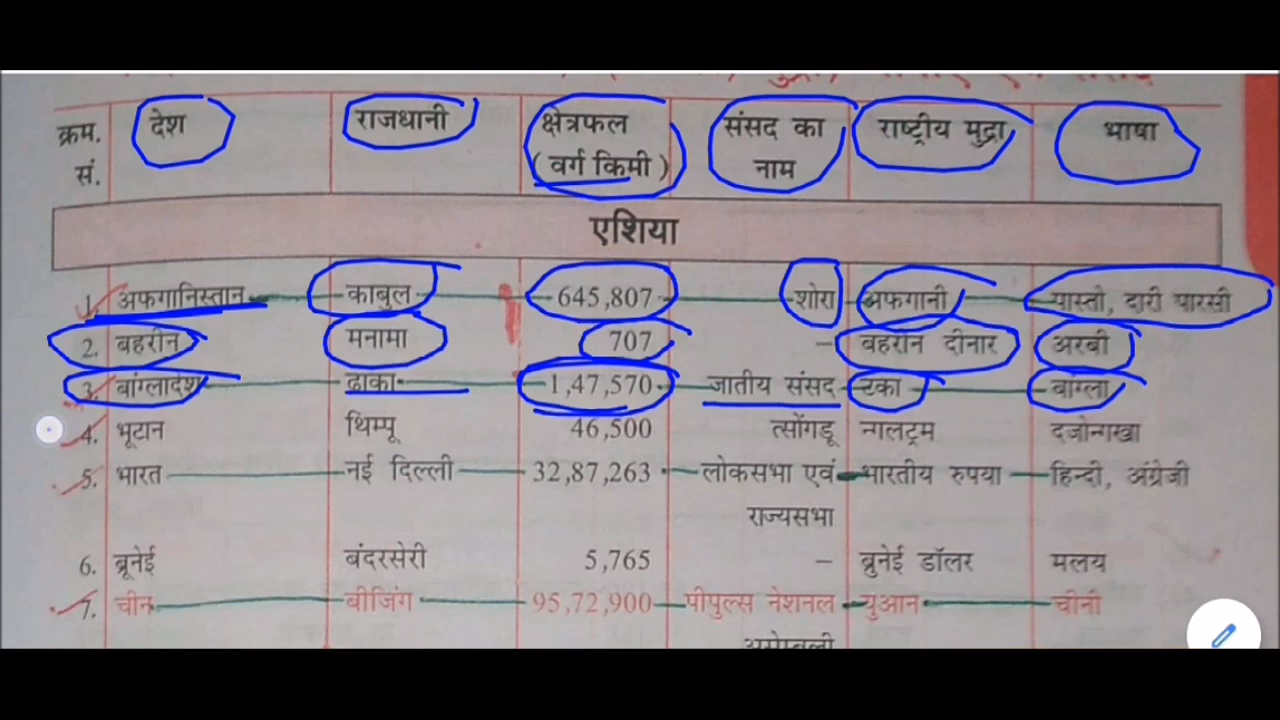 क्रम. सं. देश राजधानी क्षेत्रफल ( वर्ग किमी ) संसद का नाम राष्ट्रीय मुद्रा भाषा
एशिया
1. अफगानिस्तान काबुल 645,807 शोरा अफगानी पास्तो, दारी पारसी
2. बहरीन मनामा 707 – बहरीन दीनार अरबी
3. बांग्लादेश ढाका 1,47,570 जातीय संसद टका बांग्ला
4. भूटान थिम्पू 46,500 त्सोंगडू न्गलट्रम दजोन्गखा
5. भारत नई दिल्ली 32,87,263 लोकसभा एवं भारतीय रुपया हिन्दी, अंग्रेजी
राज्यसभा
6. ब्रूनेई बंदरसेरी 5,765 – ब्रुनेई डॉलर मलय
7. चीन बीजिंग 95,72,900 पीपुल्स नेशनल युआन चीनी